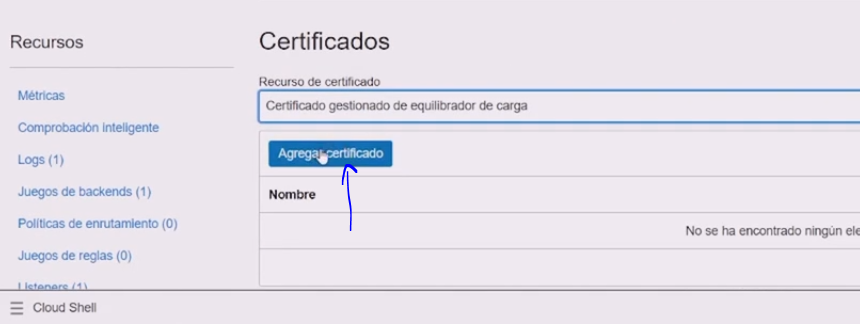 Recursos
Métricas
Comprobación inteligente
Logs (1)
Juegos de backends (1)
Políticas de enrutamiento (0)
Juegos de reglas (0)
Listeners (1)
Certificados
Recurso de certificado
Certificado gestionado de equilibrador de carga
Agregar certificado
Nombre
No se ha encontrado ningún ele
Cloud Shell